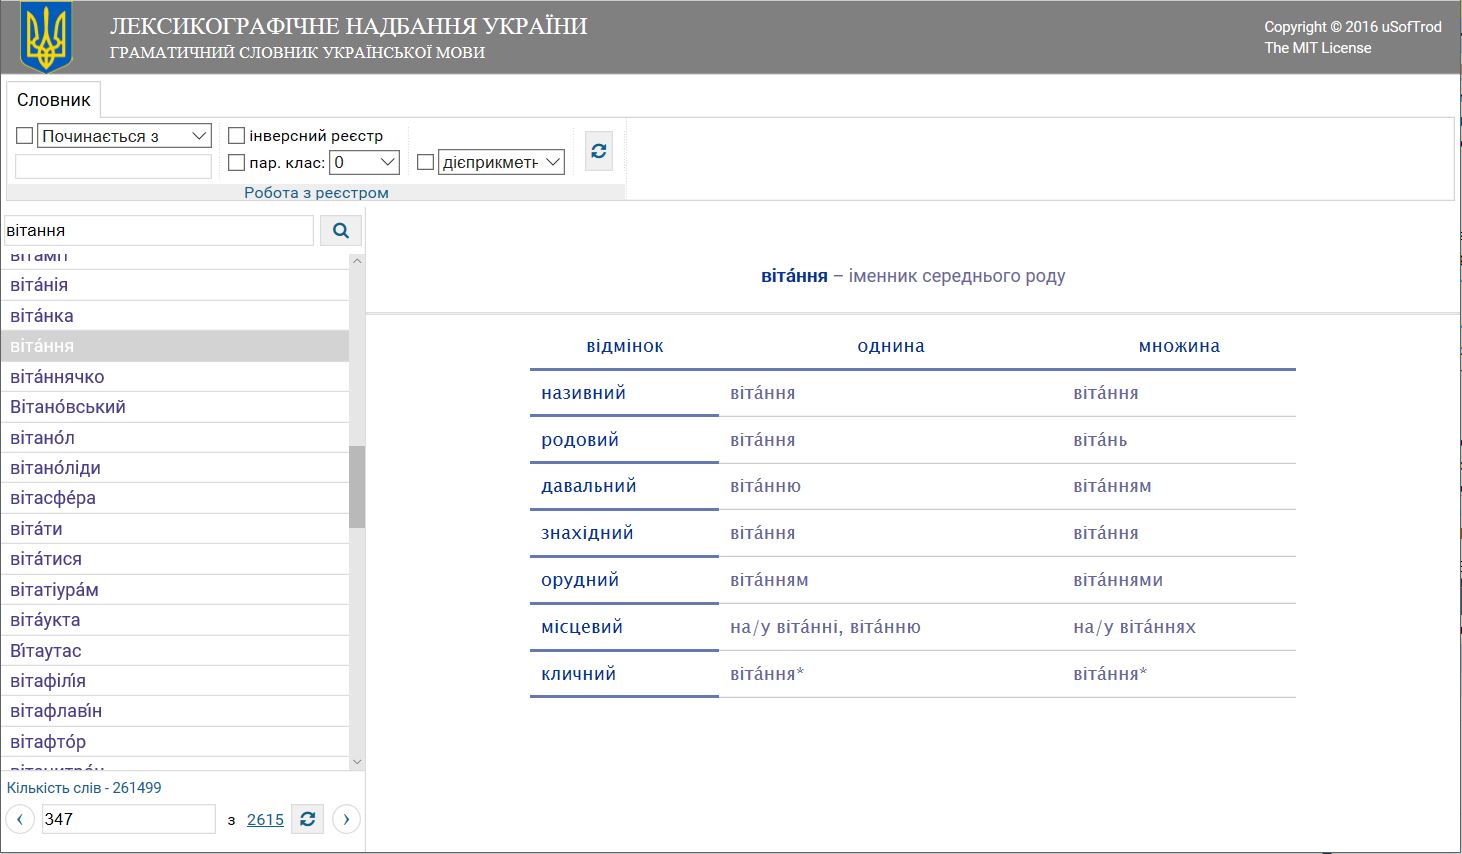 ЛЕКСИКОГРАФІЧНЕ НАДБАННЯ УКРАЇНИ
ГРАМАТИЧНИЙ СЛОВНИК УКРАЇНСЬКОЇ МОВИ
Copyright © 2016 uSofTrod
The MIT License
Словник
Починається з
інверсний реєстр
пар. клас: 0
дієприкметн
Робота з реєстром
вітання
віта́нія
віта́нка
віта́ння
віта́ннячко
Вітано́вський
вітано́л
вітано́ліди
вітасфе́ра
віта́ти
віта́тися
вітатіура́м
віта́укта
Ві́таутас
вітафілі́я
вітафлаві́н
вітафто́р
Кількість слів - 261499
347 з 2615
віта́ння – іменник середнього роду
відмінок однина множина
називний віта́ння віта́ння
родовий віта́ння віта́нь
давальний віта́нню віта́нням
знахідний віта́ння віта́ння
орудний віта́нням віта́ннями
місцевий на/у віта́нні, віта́нню на/у віта́ннях
кличний віта́ння* віта́ння*